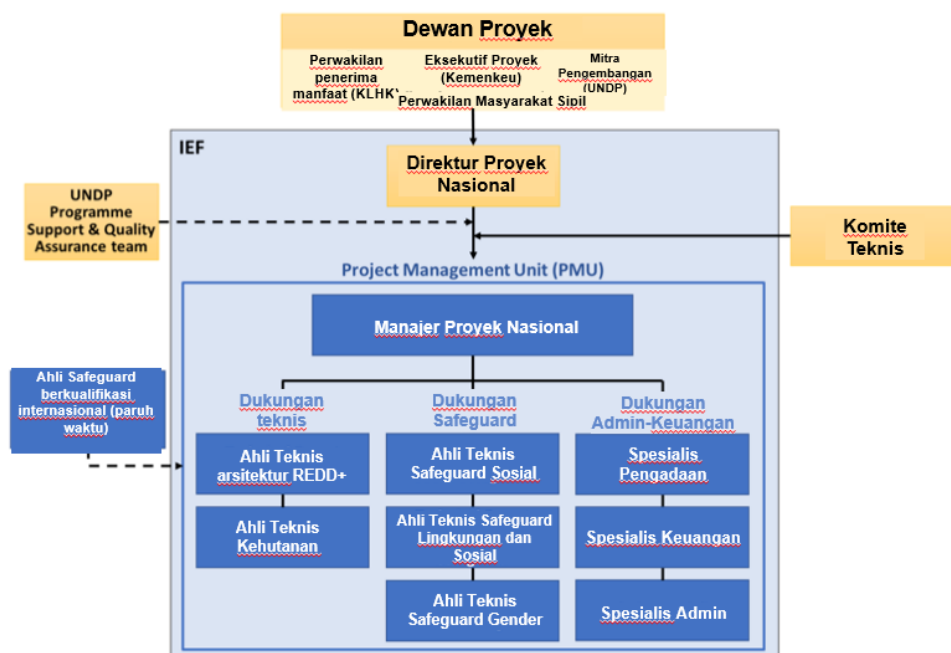 Dewan Proyek
Perwakilan
penerima
manfaat (KLHK)
Eksekutif Proyek
(Kemenkeu)
Mitra
Pengembangan
(UNDP)
Perwakilan Masyarakat Sipil
IEF
Direktur Proyek
Nasional
UNDP
Programme
Support & Quality
Assurance team
Komite
Teknis
Project Management Unit (PMU)
Manajer Proyek Nasional
Ahli Safeguard
berkualifikasi
internasional (paruh
waktu)
Dukungan
teknis
Ahli Teknis
arsitektur REDD+
Ahli Teknis
Kehutanan
Dukungan
Safeguard
Ahli Teknis
Safeguard Sosial
Ahli Teknis Safeguard
Lingkungan dan
Sosial
Ahli Teknis
Safeguard Gender
Dukungan
Admin-Keuangan
Spesialis
Pengadaan
Spesialis Keuangan
Spesialis Admin